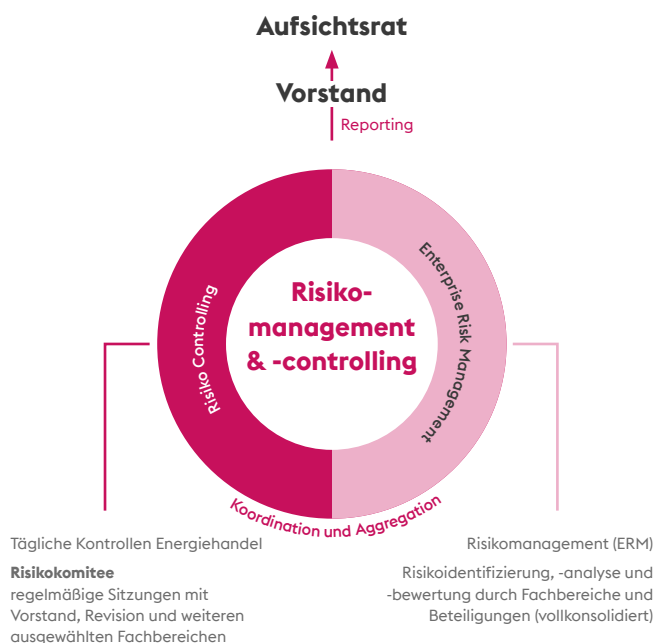 Aufsichtsrat
Vorstand
Reporting
Risiko Controlling
Risiko-
management
& -controlling
Enterprise Risk Management
Koordination und Aggregation
Tägliche Kontrollen Energiehandel
Risikokomitee
regelmäßige Sitzungen mit
Vorstand, Revision und weiteren
ausgewählten Fachbereichen
Risikomanagement (ERM)
Risikoidentifizierung, -analyse und
-bewertung durch Fachbereiche und
Beteiligungen (vollkonsolidiert)